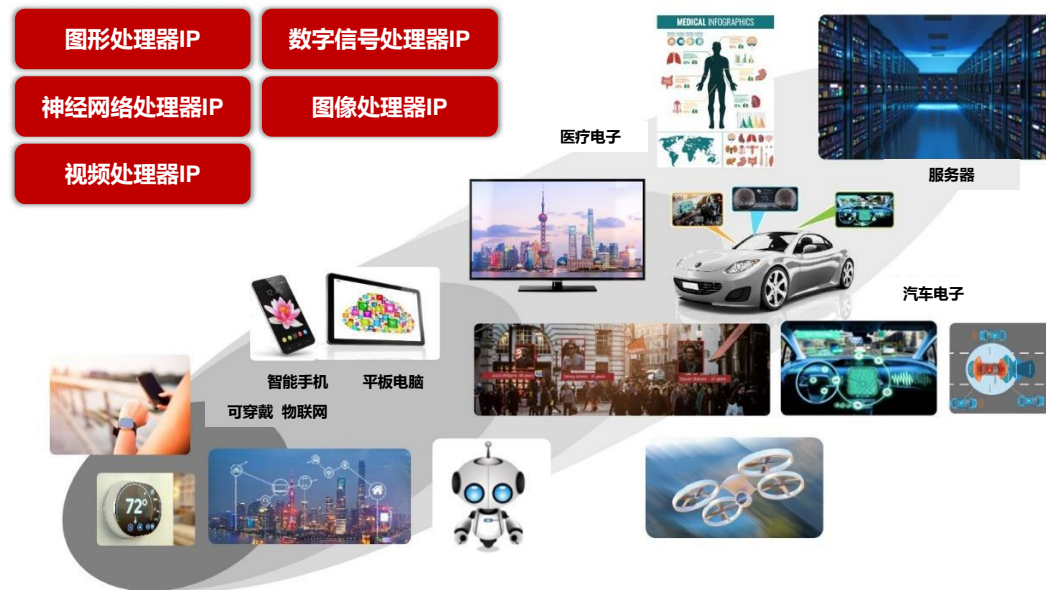 图形处理器IP
数字信号处理器IP
神经网络处理器IP
图像处理器IP
视频处理器IP
MEDICAL INFOGRAPHICS
医疗电子
服务器
汽车电子
智能手机
平板电脑
可穿戴 物联网
72°